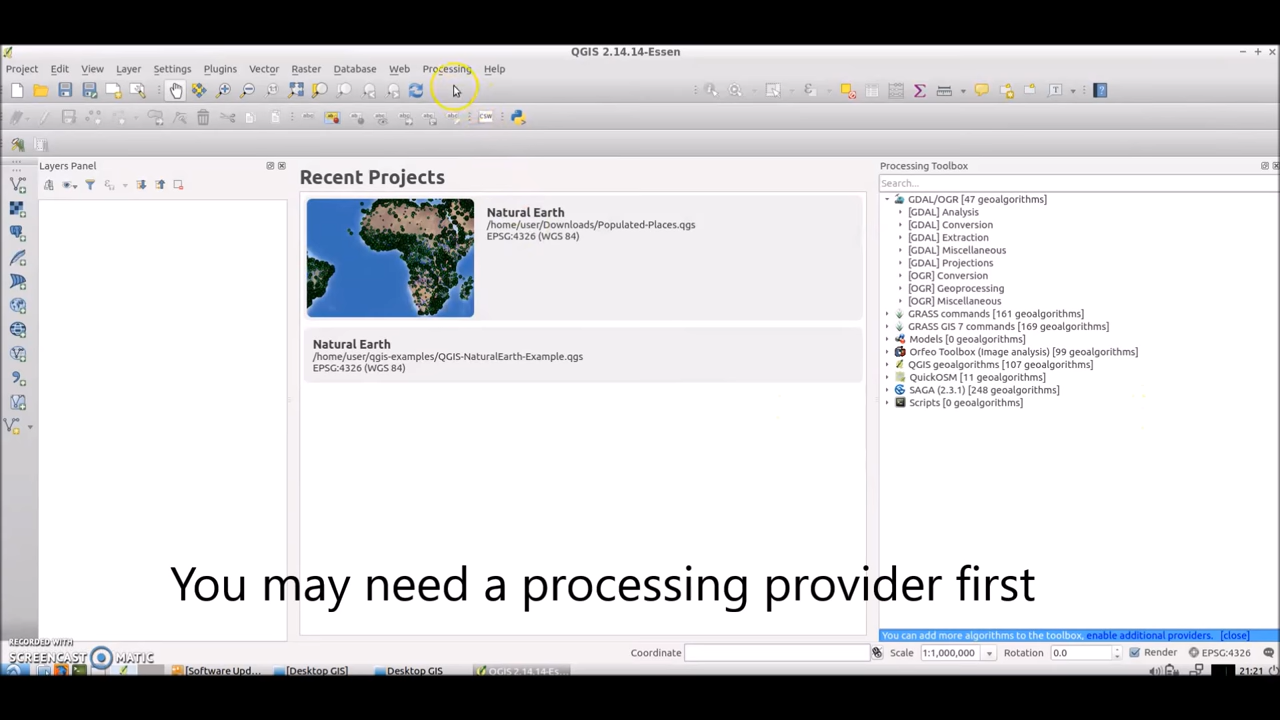 QGIS 2.14.14-Essen
Project Edit View Layer Settings Plugins Vector Raster Database Web Processing Help
CSW
Layers Panel
Recent Projects
Natural Earth
/home/user/Downloads/Populated-Places.qgs
EPSG:4326 (WGS 84)
Natural Earth
/home/user/qgis-examples/QGIS-NaturalEarth-Example.qgs
EPSG:4326 (WGS 84)
Processing Toolbox
Search...
GDAL/OGR [47 geoalgorithms]
[GDAL] Analysis
[GDAL] Conversion
[GDAL] Extraction
[GDAL] Miscellaneous
[GDAL] Projections
[OGR] Conversion
[OGR] Geoprocessing
[OGR] Miscellaneous
GRASS commands [161 geoalgorithms]
GRASS GIS 7 commands [169 geoalgorithms]
Models [0 geoalgorithms]
Orfeo Toolbox (Image analysis) [99 geoalgorithms]
QGIS geoalgorithms [107 geoalgorithms]
QuickOSM [11 geoalgorithms]
SAGA (2.3.1) [248 geoalgorithms]
Scripts [0 geoalgorithms]
You may need a processing provider first
You can add more algorithms to the toolbox, enable additional providers. [close]
RECORDED WITH
SCREENCAST MATIC
Coordinate Scale 1:1,000,000 Rotation 0.0 Render EPSG:4326
[Software Upd... [Desktop GIS] Desktop GIS QGIS 2.14.14-Es... 21:21